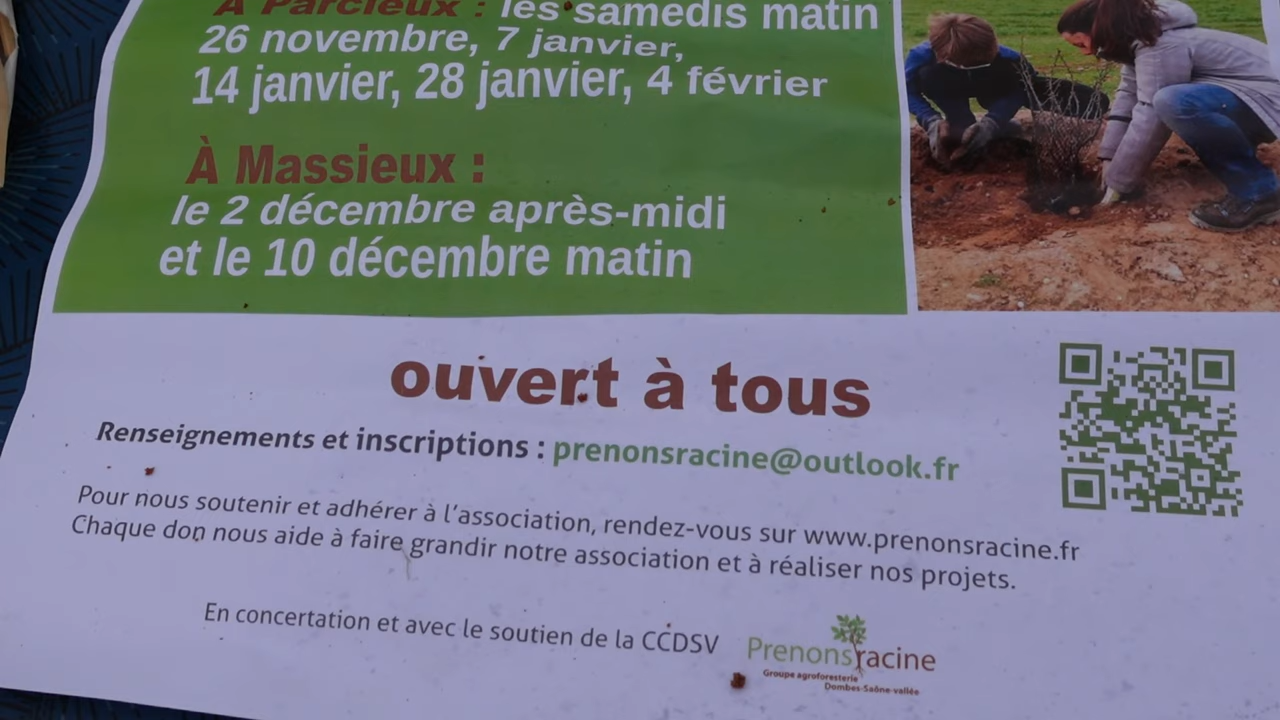 À Parcieux : les samedis matin
26 novembre, 7 janvier,
14 janvier, 28 janvier, 4 février
À Massieux :
le 2 décembre après-midi
et le 10 décembre matin
ouvert à tous
Renseignements et inscriptions : prenonsracine@outlook.fr
Pour nous soutenir et adhérer à l'association, rendez-vous sur www.prenonsracine.fr
Chaque don nous aide à faire grandir notre association et à réaliser nos projets.
En concertation et avec le soutien de la CCDSV
Prenons racine
Groupe agroforesterie
Dombes-Saône-vallée